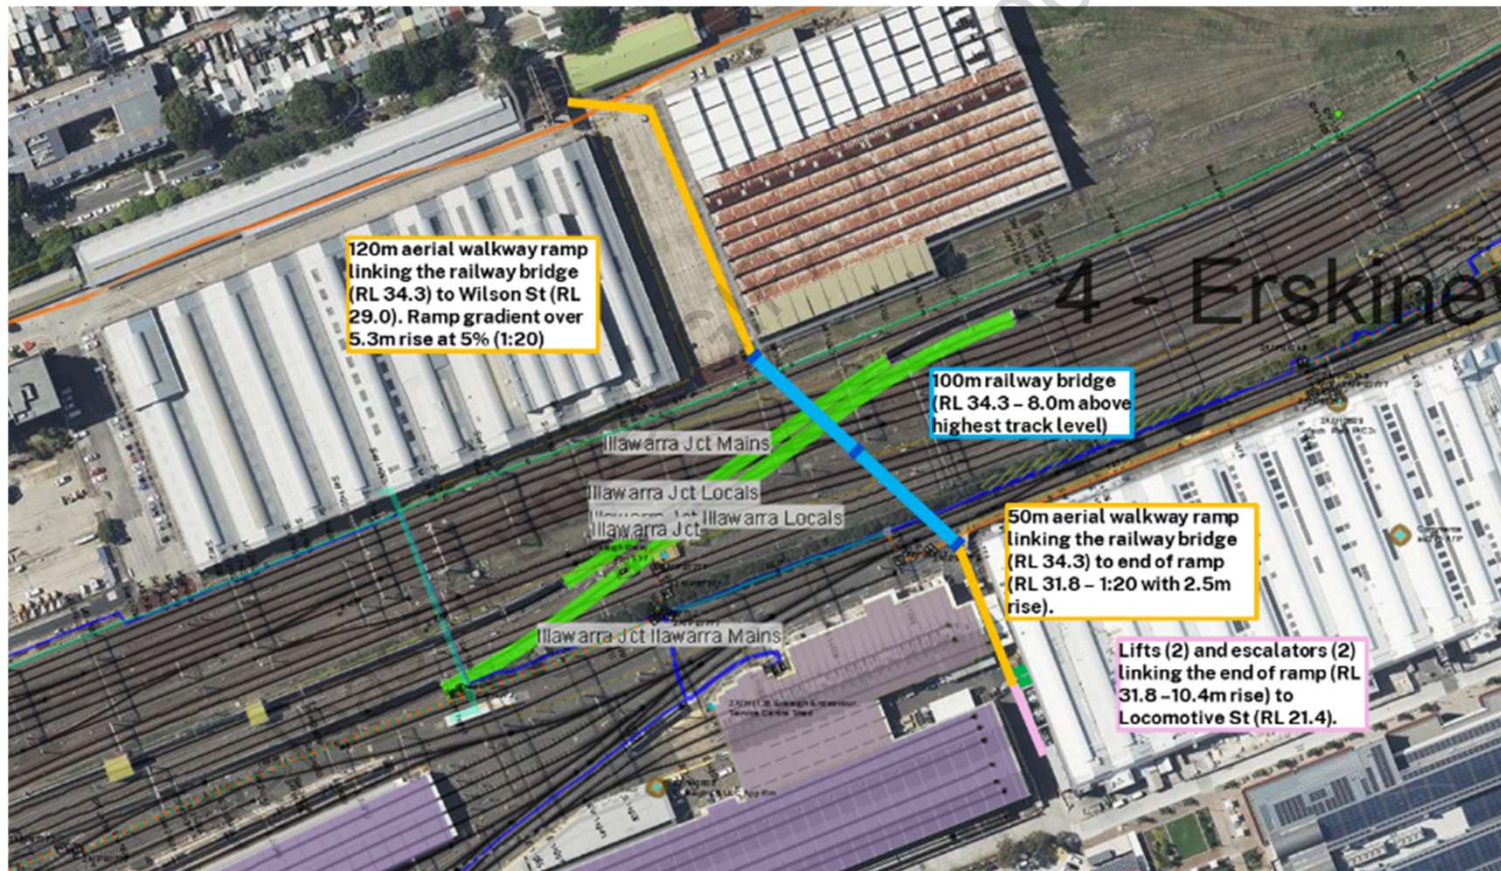 120m aerial walkway ramp
linking the railway bridge
(RL 34.3) to Wilson St (RL
29.0). Ramp gradient over
5.3m rise at 5% (1:20)
4 - Erskine
100m railway bridge
(RL 34.3 – 8.0m above
highest track level)
Illawarra Jct Mains
Illawarra Jct Locals
Illawarra Locals
Illawarra Jct
50m aerial walkway ramp
linking the railway bridge
(RL 34.3) to end of ramp
(RL 31.8 – 1:20 with 2.5m
rise).
Illawarra Jct Ilawarra Mains
Lifts (2) and escalators (2)
linking the end of ramp (RL
31.8 –10.4m rise) to
Locomotive St (RL 21.4).